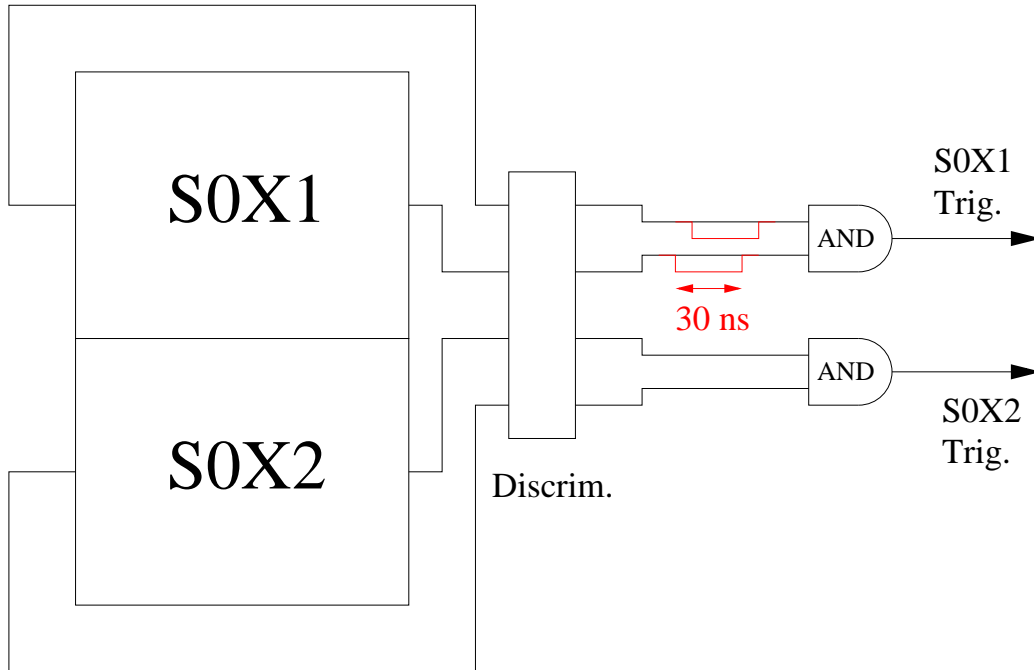 S0X1
S0X1
Trig.
AND
30 ns
AND
S0X2
S0X2
Trig.
Discrim.